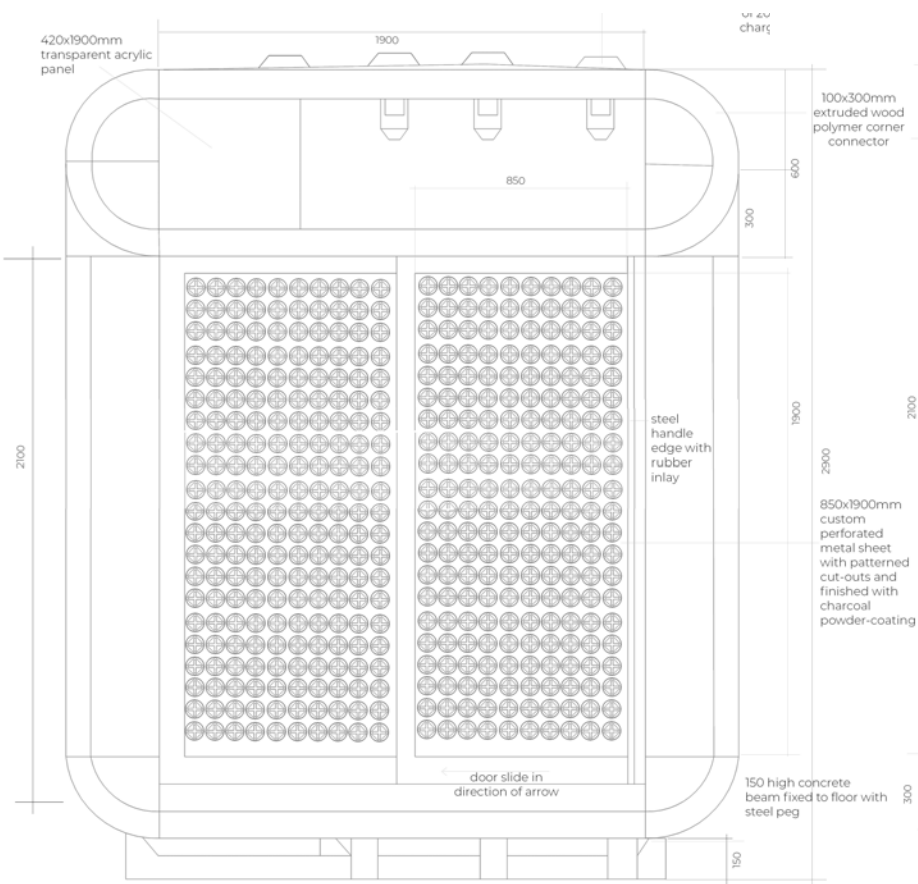 420x1900mm
transparent acrylic
panel
1900
100x300mm
extruded wood
polymer corner
connector
600
850
300
2100
steel
handle
edge with
rubber
inlay
1900
2900
2100
850x1900mm
custom
perforated
metal sheet
with patterned
cut-outs and
finished with
charcoal
powder-coating
door slide in
direction of arrow
150 high concrete
beam fixed to floor with
steel peg
300
150